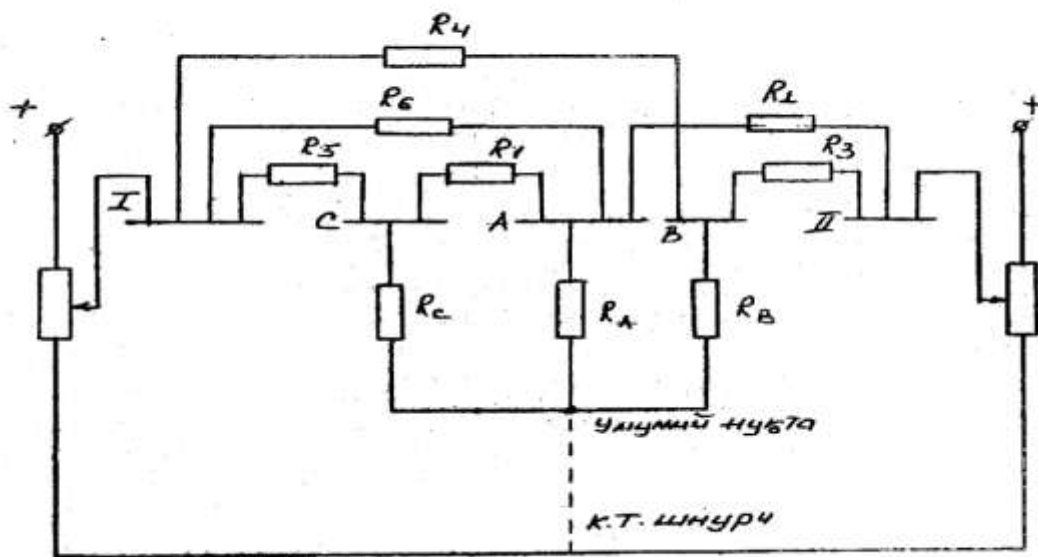 R4
+ R6 R2 +
R5 R1 R3
I C A B II
Rc RA RB
Умумий нуқта
К.Т. шнури